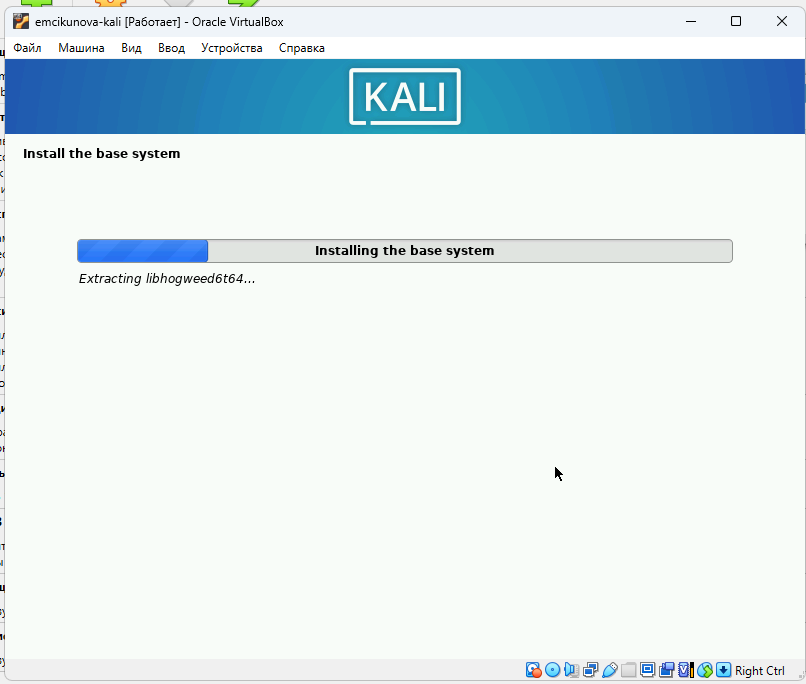 emcikunova-kali [Работает] - Oracle VirtualBox
Файл Машина Вид Ввод Устройства Справка
KALI
Install the base system
Installing the base system
Extracting libhogweed6t64...
Right Ctrl